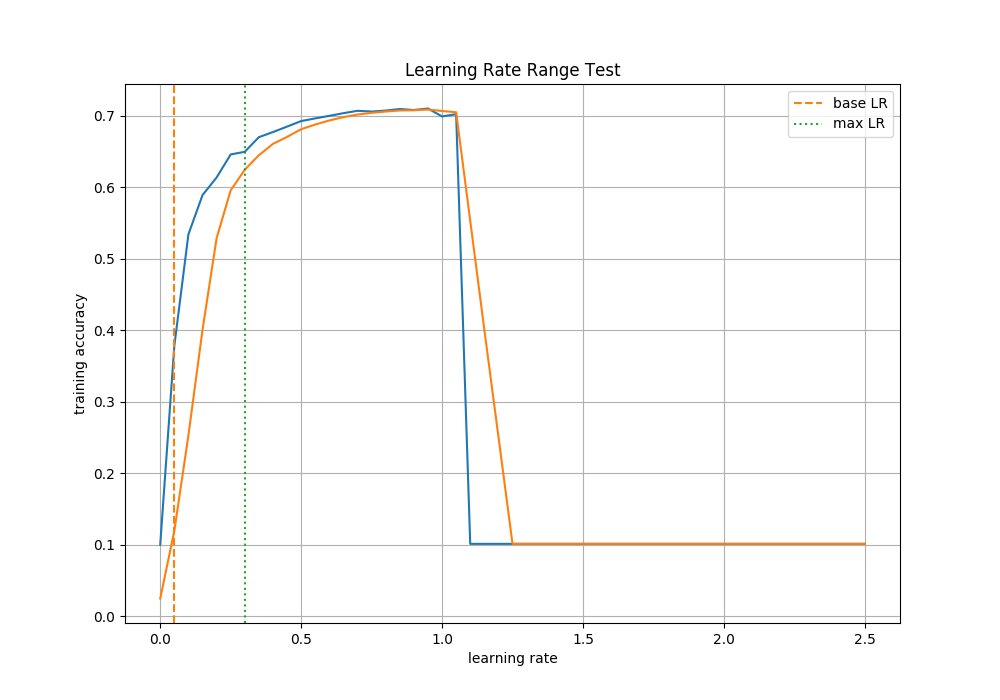 Learning Rate Range Test
base LR
max LR
training accuracy
0.7
0.6
0.5
0.4
0.3
0.2
0.1
0.0
0.0 0.5 1.0 1.5 2.0 2.5
learning rate